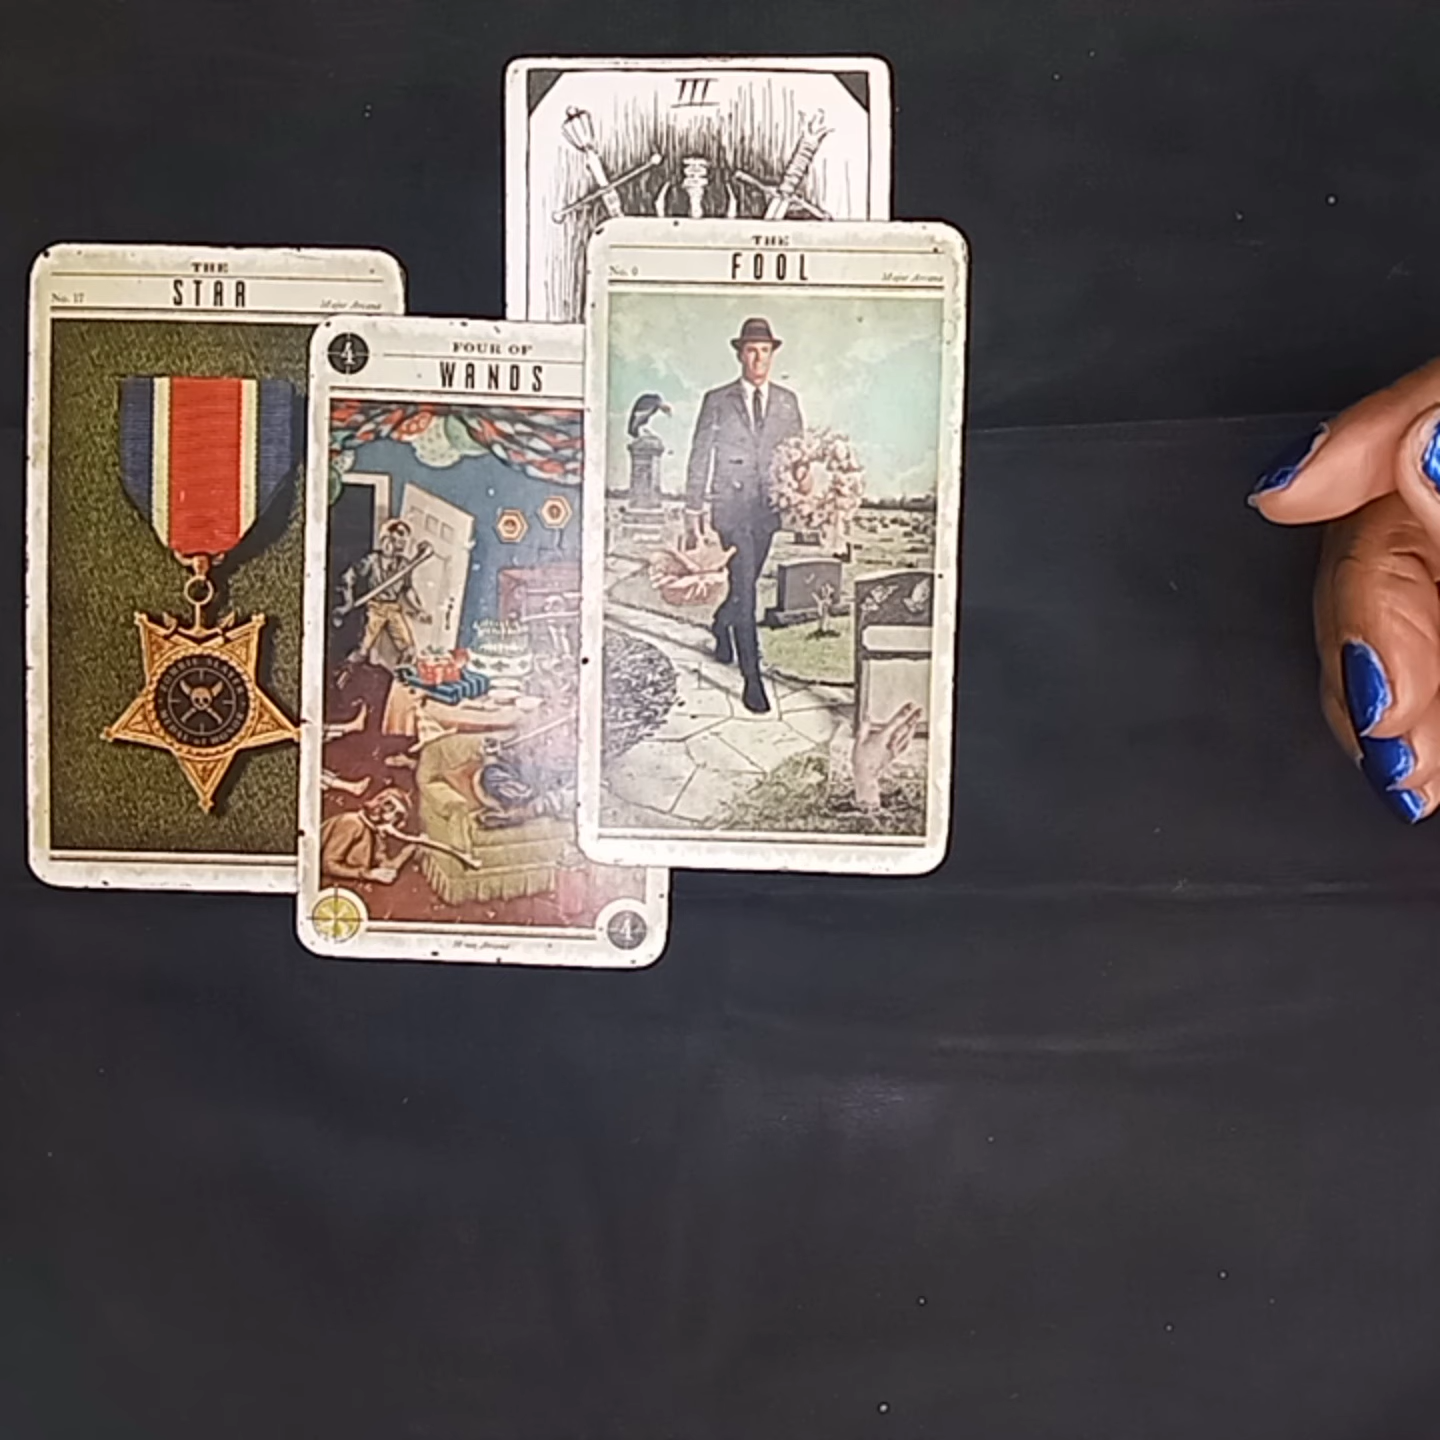 III
THE
STAR
No. 17
Major Arcana
4
FOUR OF
WANDS
4
THE
FOOL
No. 0
Major Arcana